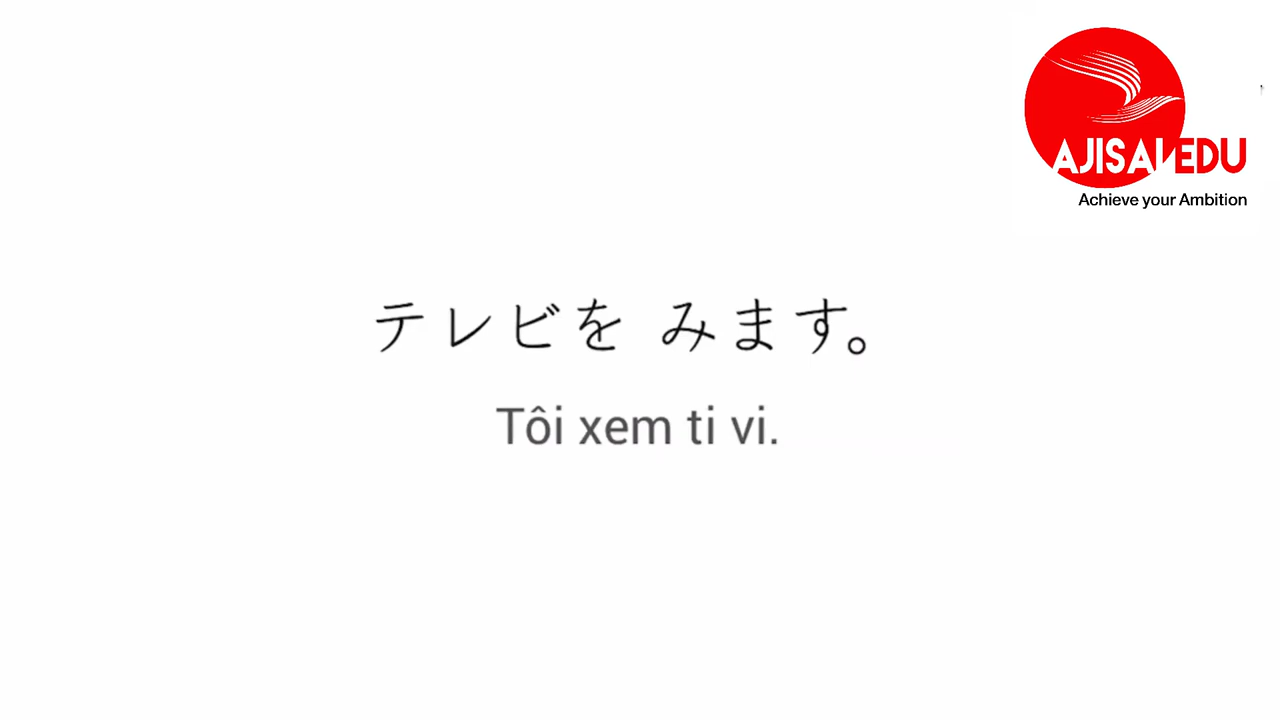 AJISAI EDU
Achieve your Ambition
テレビを みます。
Tôi xem ti vi.